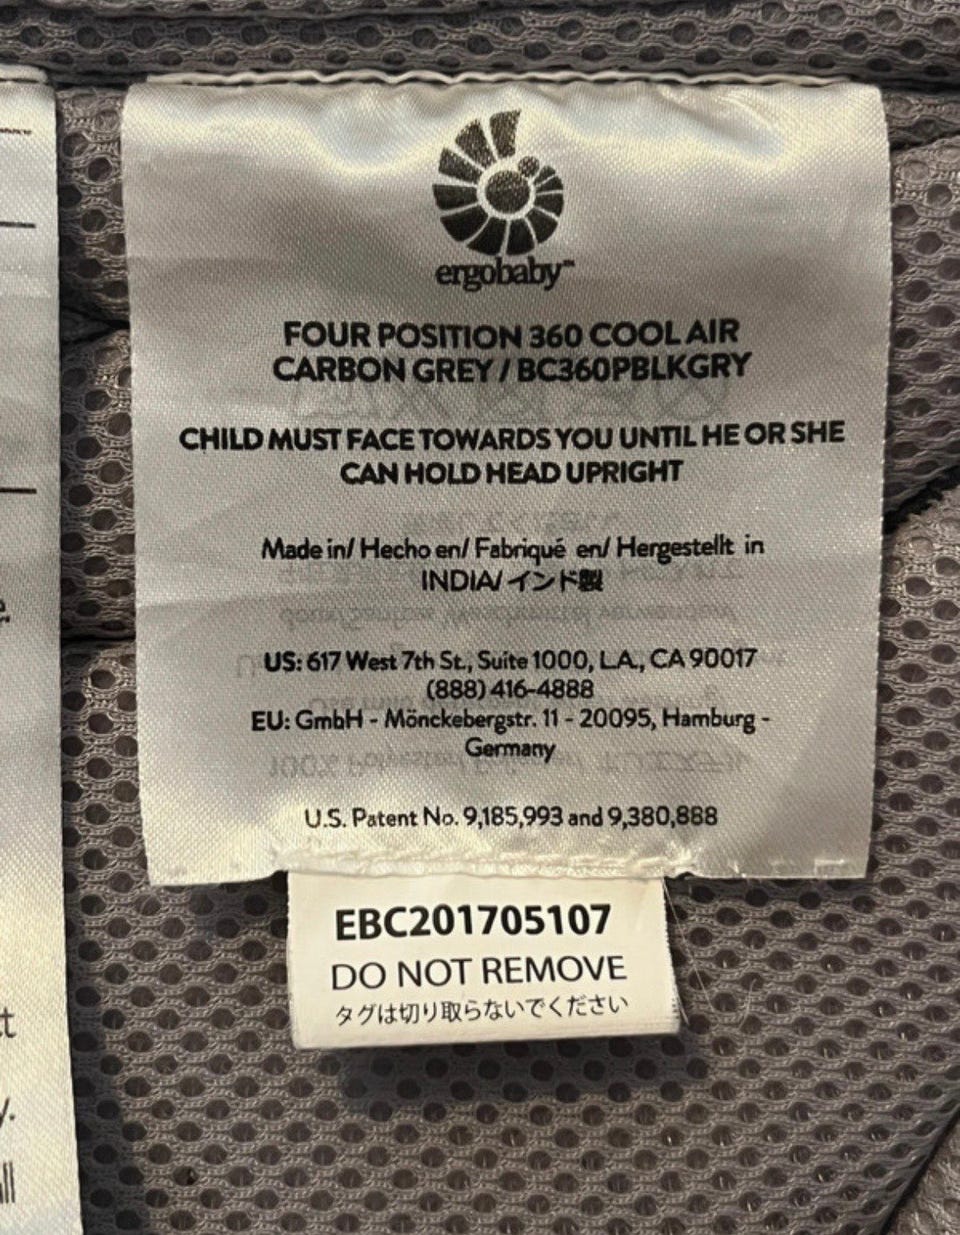 ergobaby™
FOUR POSITION 360 COOL AIR
CARBON GREY / BC360PBLKGRY
CHILD MUST FACE TOWARDS YOU UNTIL HE OR SHE
CAN HOLD HEAD UPRIGHT
Made in/ Hecho en/ Fabriqué en/ Hergestellt in
INDIA/ インド製
US: 617 West 7th St., Suite 1000, L.A., CA 90017
(888) 416-4888
EU: GmbH - Mönckebergstr. 11 - 20095, Hamburg -
Germany
U.S. Patent No. 9,185,993 and 9,380,888
EBC201705107
DO NOT REMOVE
タグは切り取らないでください